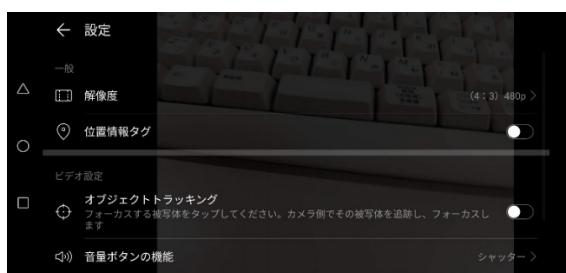 設定
一般
解像度
(4:3) 480p
位置情報タグ
ビデオ設定
オブジェクトトラッキング
フォーカスする被写体をタップしてください。カメラ側でその被写体を追跡し、フォーカスし
ます
音量ボタンの機能
シャッター